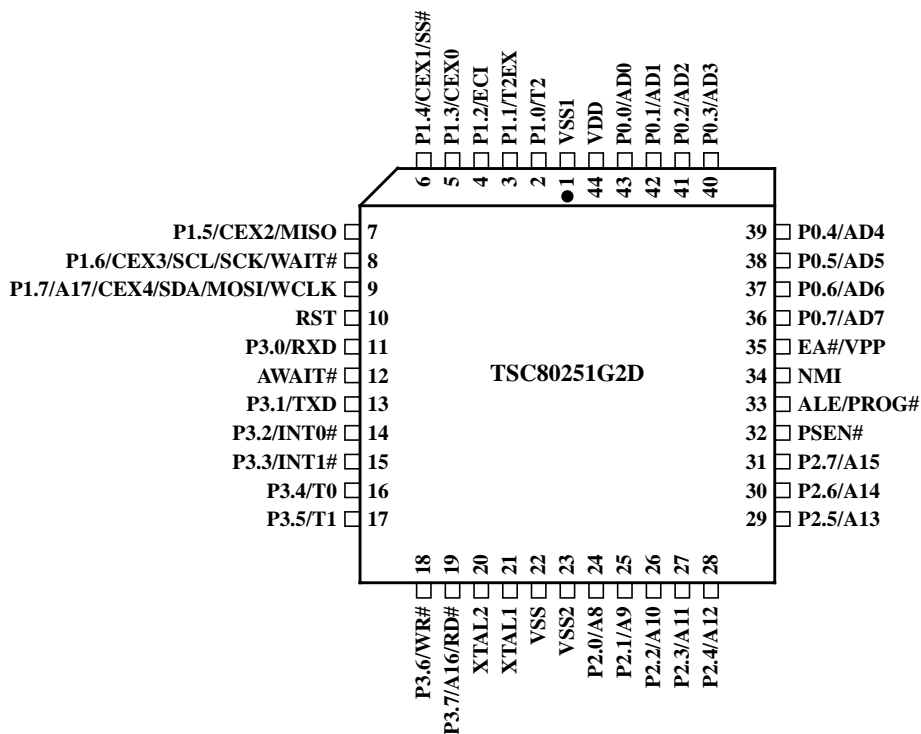 P1.4/CEX1/SS#
P1.3/CEX0
P1.2/ECI
P1.1/T2EX
P1.0/T2
VSS1
VDD
P0.0/AD0
P0.1/AD1
P0.2/AD2
P0.3/AD3
6 5 4 3 2 1 44 43 42 41 40
P1.5/CEX2/MISO 7 39 P0.4/AD4
P1.6/CEX3/SCL/SCK/WAIT# 8 38 P0.5/AD5
P1.7/A17/CEX4/SDA/MOSI/WCLK 9 37 P0.6/AD6
RST 10 36 P0.7/AD7
P3.0/RXD 11 35 EA#/VPP
AWAIT# 12 TSC80251G2D 34 NMI
P3.1/TXD 13 33 ALE/PROG#
P3.2/INT0# 14 32 PSEN#
P3.3/INT1# 15 31 P2.7/A15
P3.4/T0 16 30 P2.6/A14
P3.5/T1 17 29 P2.5/A13
18 19 20 21 22 23 24 25 26 27 28
P3.6/WR#
P3.7/A16/RD#
XTAL2
XTAL1
VSS
VSS2
P2.0/A8
P2.1/A9
P2.2/A10
P2.3/A11
P2.4/A12